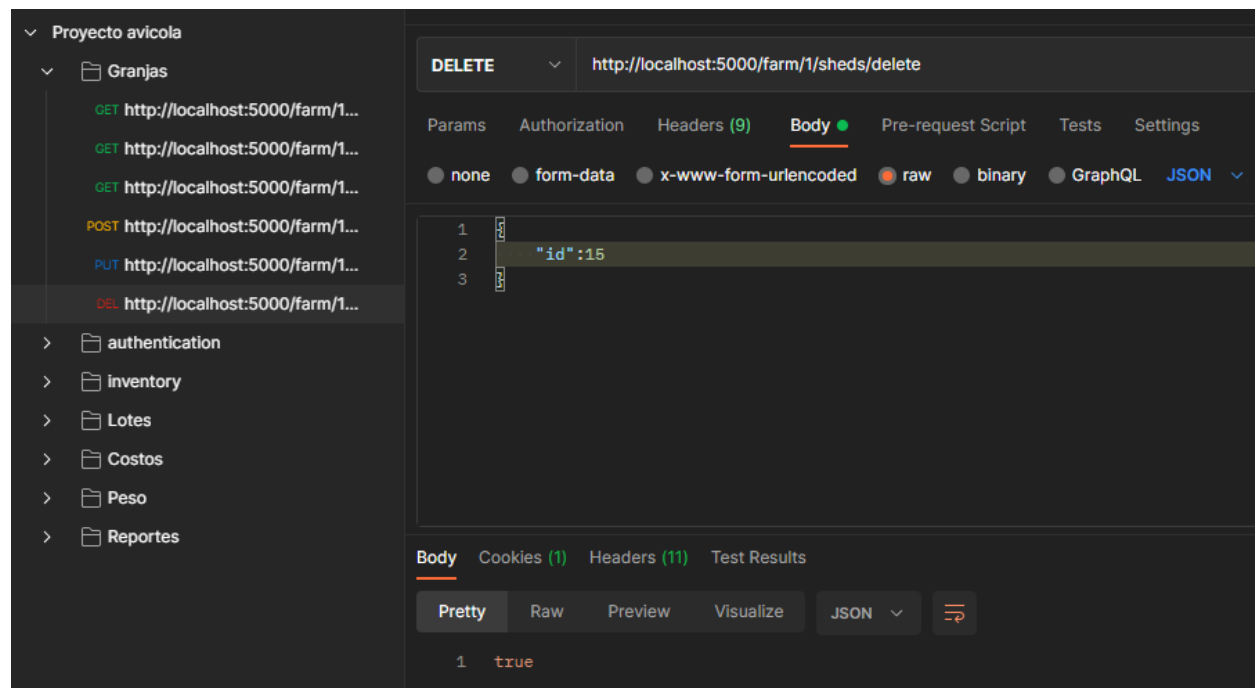 Proyecto avicola
Granjas
GET http://localhost:5000/farm/1...
GET http://localhost:5000/farm/1...
GET http://localhost:5000/farm/1...
POST http://localhost:5000/farm/1...
PUT http://localhost:5000/farm/1...
DEL http://localhost:5000/farm/1...
authentication
inventory
Lotes
Costos
Peso
Reportes
DELETE http://localhost:5000/farm/1/sheds/delete
Params Authorization Headers (9) Body Pre-request Script Tests Settings
none form-data x-www-form-urlencoded raw binary GraphQL JSON
1 {
2 "id":15
3 }
Body Cookies (1) Headers (11) Test Results
Pretty Raw Preview Visualize JSON
1 true